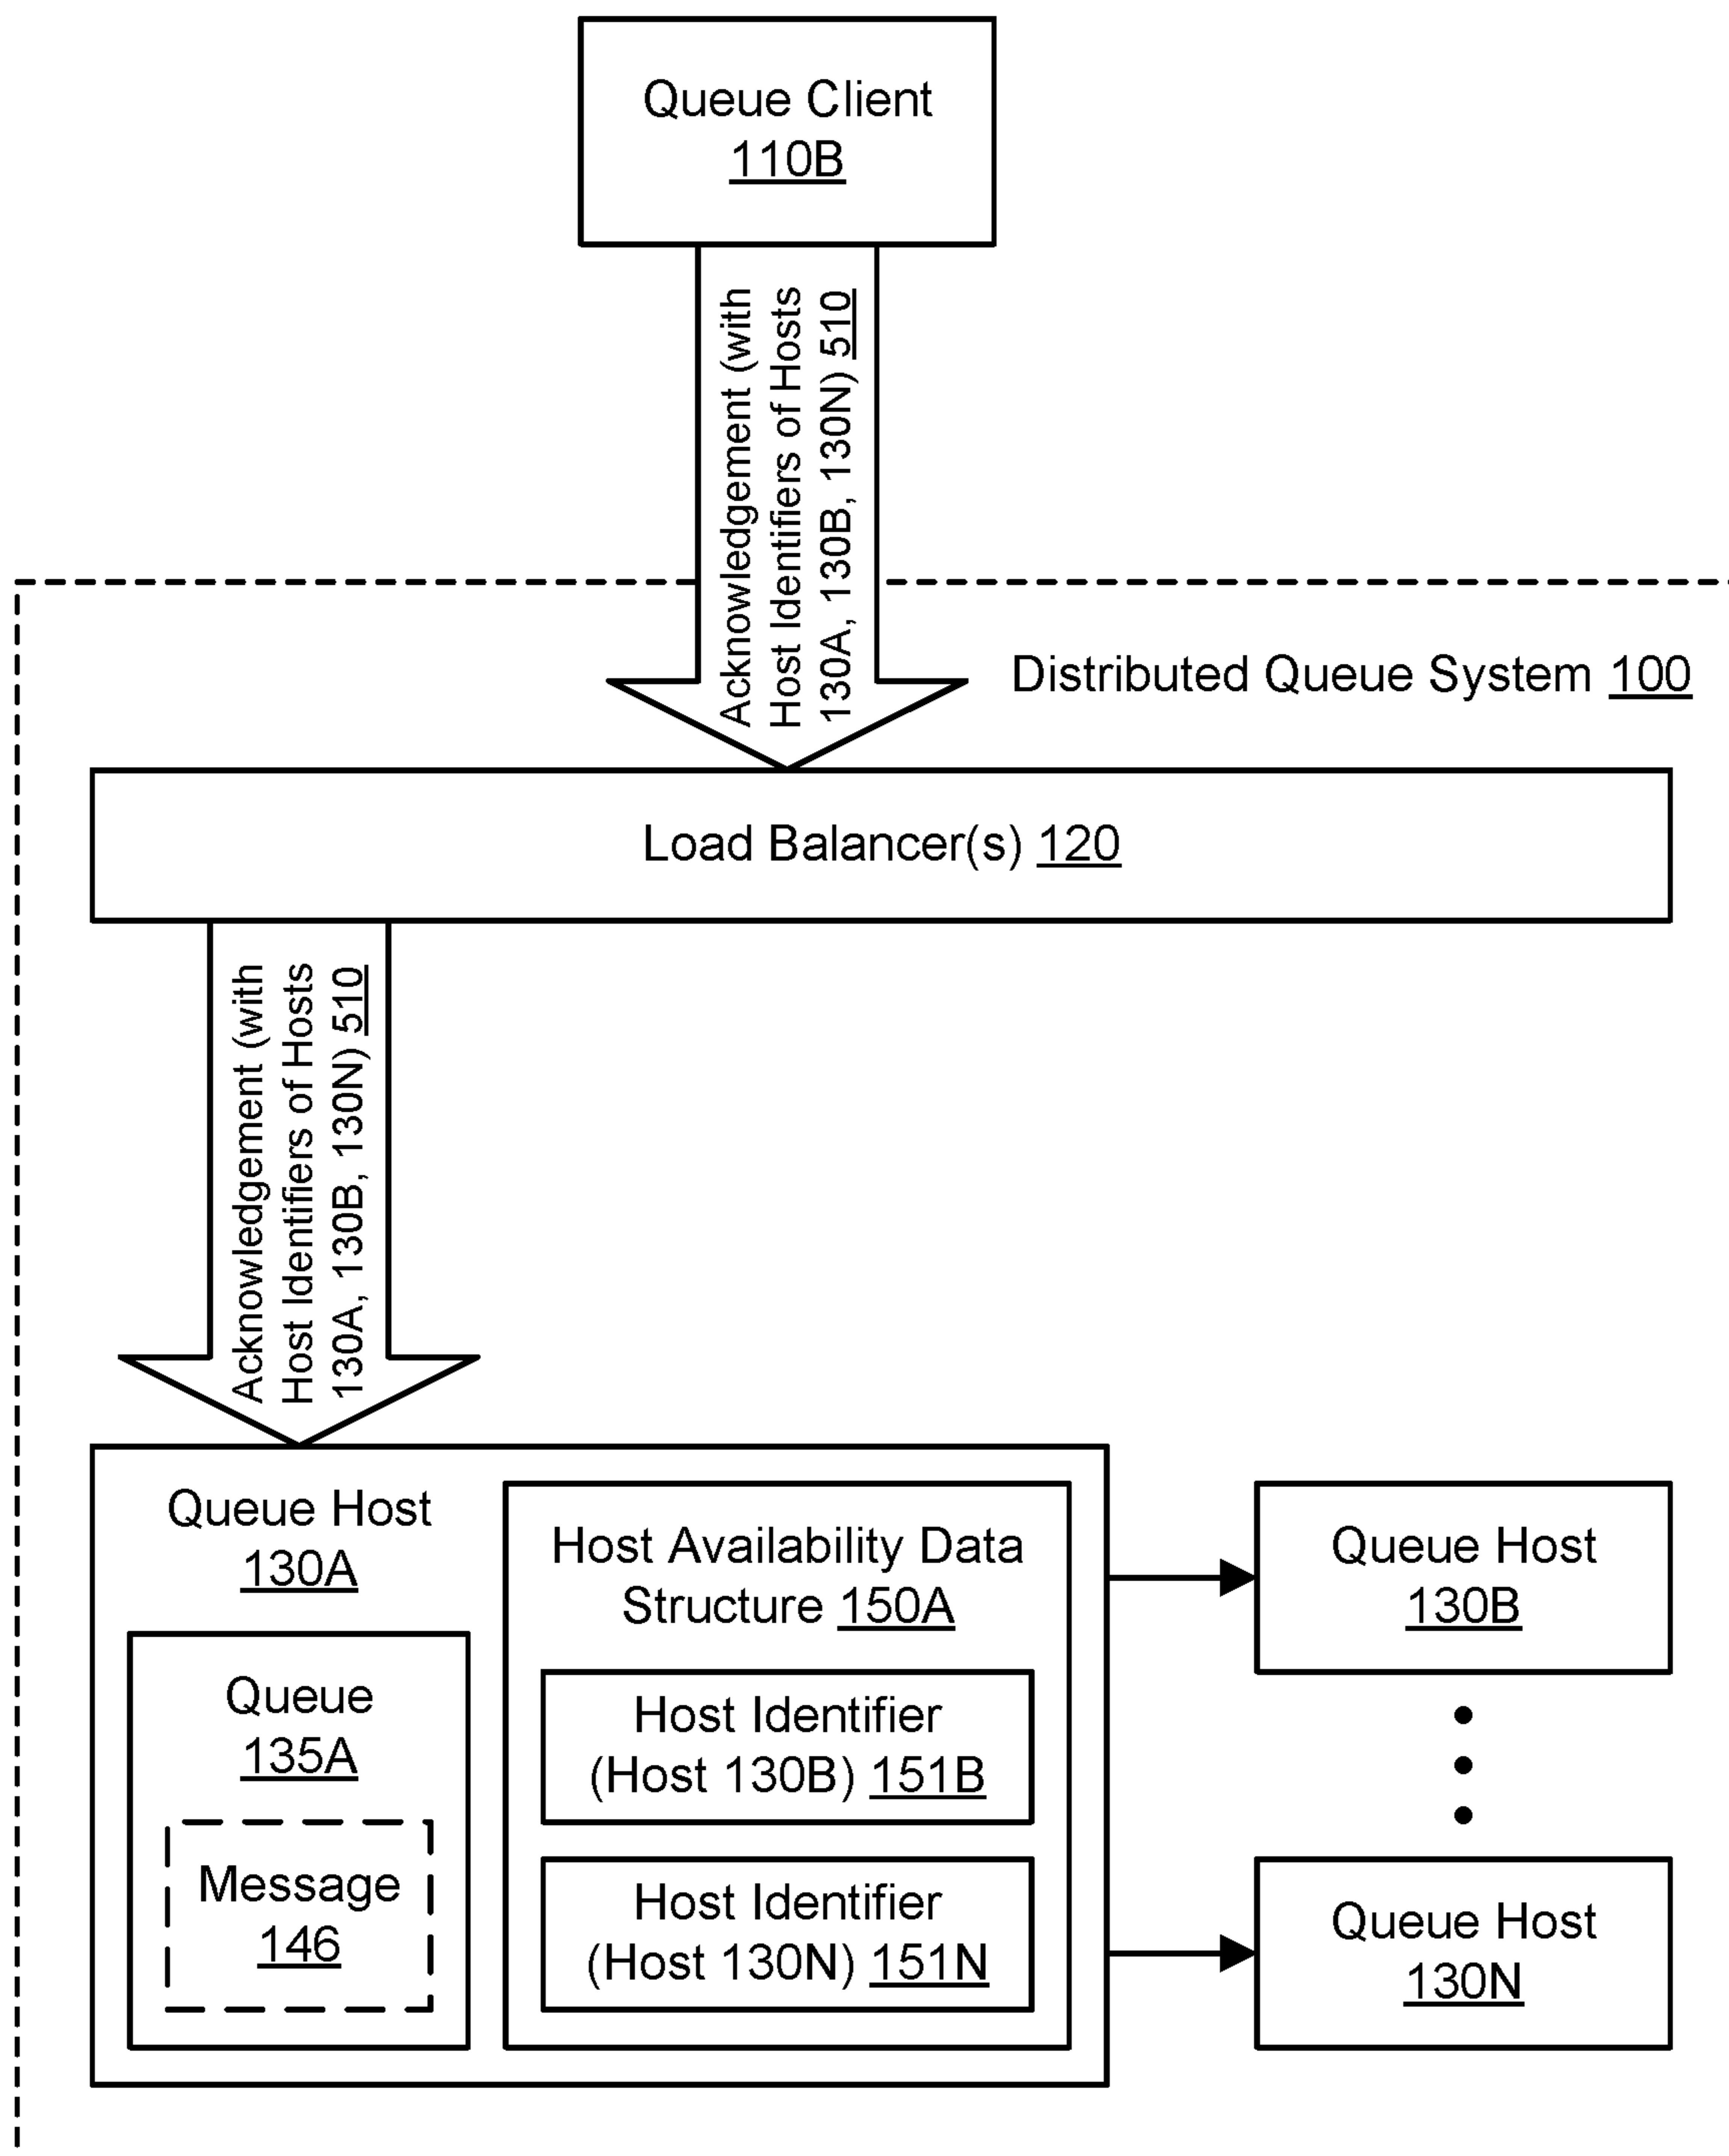 Queue Client
110B
Acknowledgement (with
Host Identifiers of Hosts
130A, 130B, 130N) 510
Distributed Queue System 100
Load Balancer(s) 120
Acknowledgement (with
Host Identifiers of Hosts
130A, 130B, 130N) 510
Queue Host
130A
Queue
135A
Message
146
Host Availability Data
Structure 150A
Host Identifier
(Host 130B) 151B
Host Identifier
(Host 130N) 151N
Queue Host
130B
Queue Host
130N